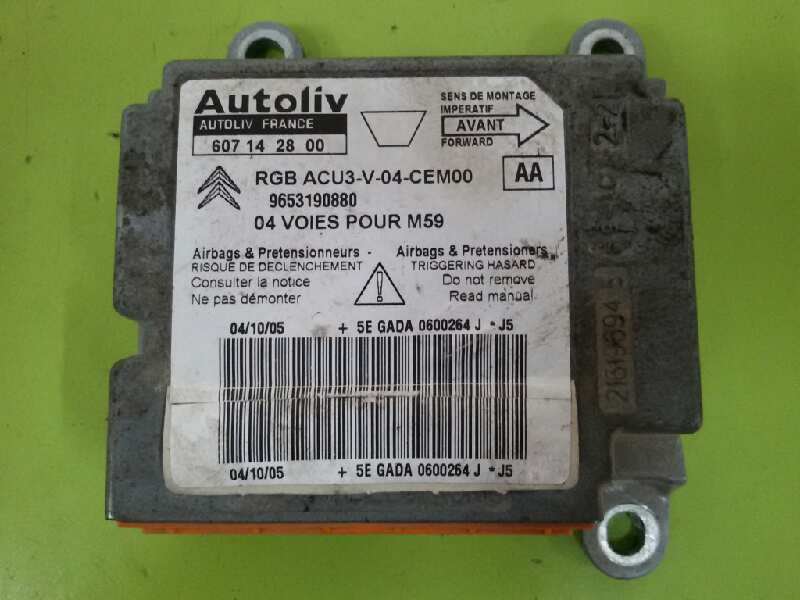 Autoliv
AUTOLIV FRANCE
607 14 28 00
SENS DE MONTAGE
IMPERATIF
AVANT
FORWARD
RGB ACU3-V-04-CEM00
AA
9653190880
04 VOIES POUR M59
Airbags & Pretensionneurs -
RISQUE DE DECLENCHEMENT
Consulter la notice
Ne pas démonter
Airbags & Pretensioners
TRIGGERING HASARD
Do not remove
Read manual
04/10/05 + 5E GADA 0600264 J *J5
04/10/05 + 5E GADA 0600264 J *J5